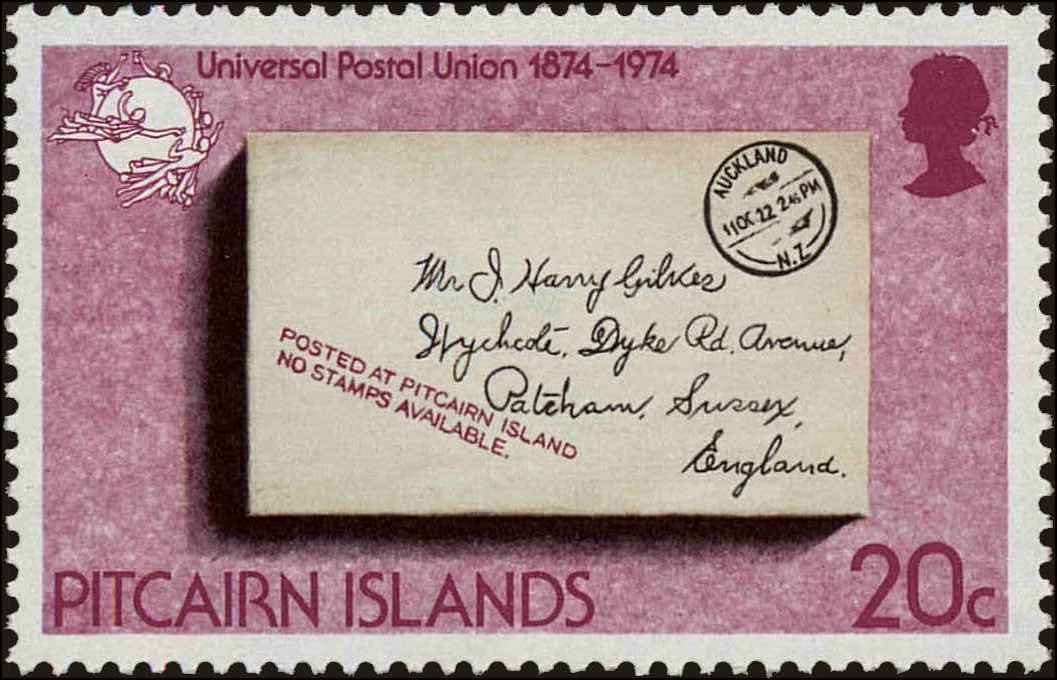 Universal Postal Union 1874-1974
AUCKLAND
11 OC 22 2 45 PM
N.Z.
Mr J. Harry Gilkes
Wychcote, Dyke Rd. Avenue,
Patcham, Sussex,
England.
POSTED AT PITCAIRN ISLAND
NO STAMPS AVAILABLE.
PITCAIRN ISLANDS
20c